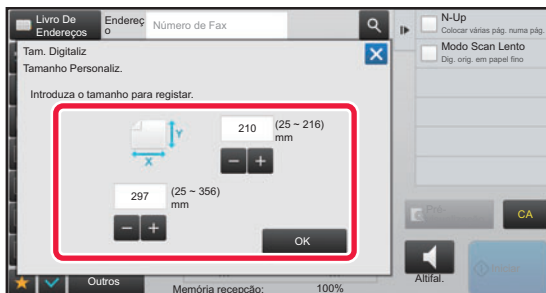 Livro De
Endereços
Endereç
o
Número de Fax
N-Up
Colocar várias pág. numa pág.
Modo Scan Lento
Dig. orig. em papel fino
Tam. Digitaliz
Tamanho Personaliz.
Introduza o tamanho para registar.
Y
X
210
(25 ~ 216)
mm
297
(25 ~ 356)
mm
OK
CA
Altifal.
Iniciar
Outros
Memória recepção:
100%